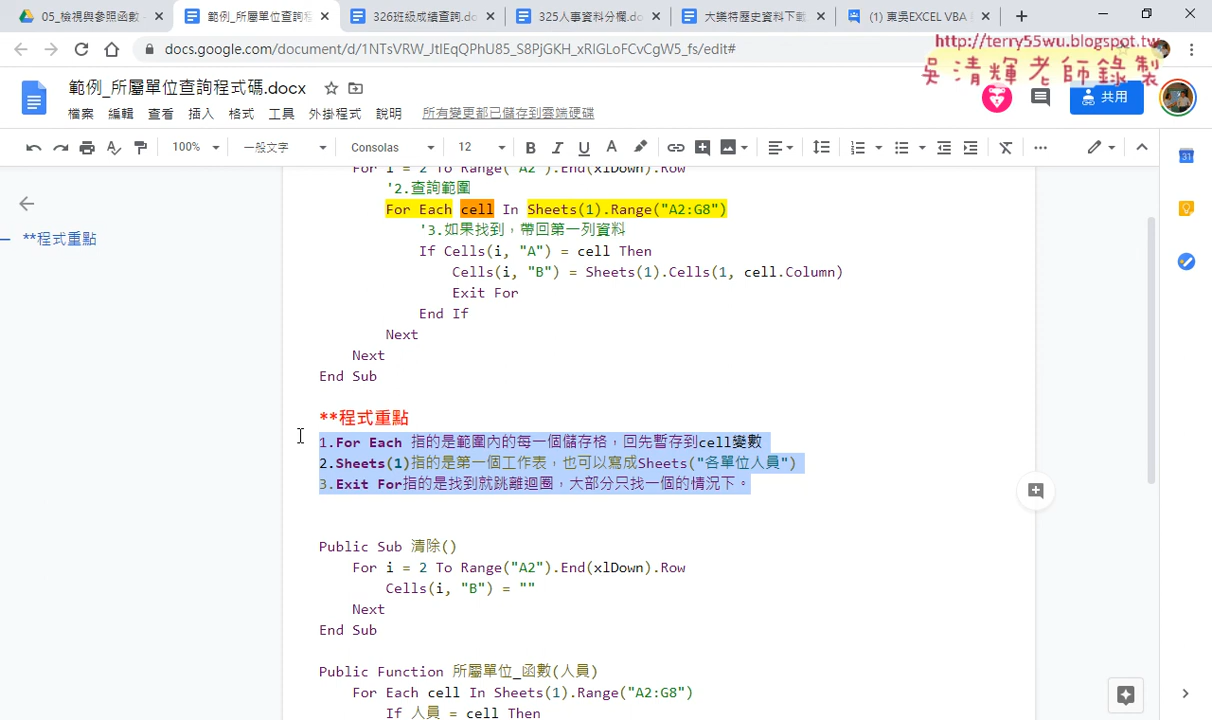 05_檢視與參照函數 -
範例_所屬單位查詢程
326班級成績查詢.do
325人事資料分欄.do
大樂特歷史資料下載
(1) 東吳EXCEL VBA
docs.google.com/document/d/1NTsVRW_JtIEqQPhU85_S8PjGKH_xRIGLoFCvCgW5_fs/edit#
http://terry55wu.blogspot.tw
吳清輝老師錄製
範例_所屬單位查詢程式碼.docx
檔案 編輯 查看 插入 格式 工具 外掛程式 說明 所有變更都已儲存到雲端硬碟
共用
100% 一般文字 Consolas 12 B I U A
31
**程式重點
For i = 2 To Range("A2").End(xlDown).Row
'2.查詢範圍
For Each cell In Sheets(1).Range("A2:G8")
'3.如果找到，帶回第一列資料
If Cells(i, "A") = cell Then
Cells(i, "B") = Sheets(1).Cells(1, cell.Column)
Exit For
End If
Next
Next
End Sub
**程式重點
1.For Each 指的是範圍內的每一個儲存格，回先暫存到cell變數
2.Sheets(1)指的是第一個工作表，也可以寫成Sheets("各單位人員")
3.Exit For指的是找到就跳離迴圈，大部分只找一個的情況下。
Public Sub 清除()
For i = 2 To Range("A2").End(xlDown).Row
Cells(i, "B") = ""
Next
End Sub
Public Function 所屬單位_函數(人員)
For Each cell In Sheets(1).Range("A2:G8")
If 人員 = cell Then